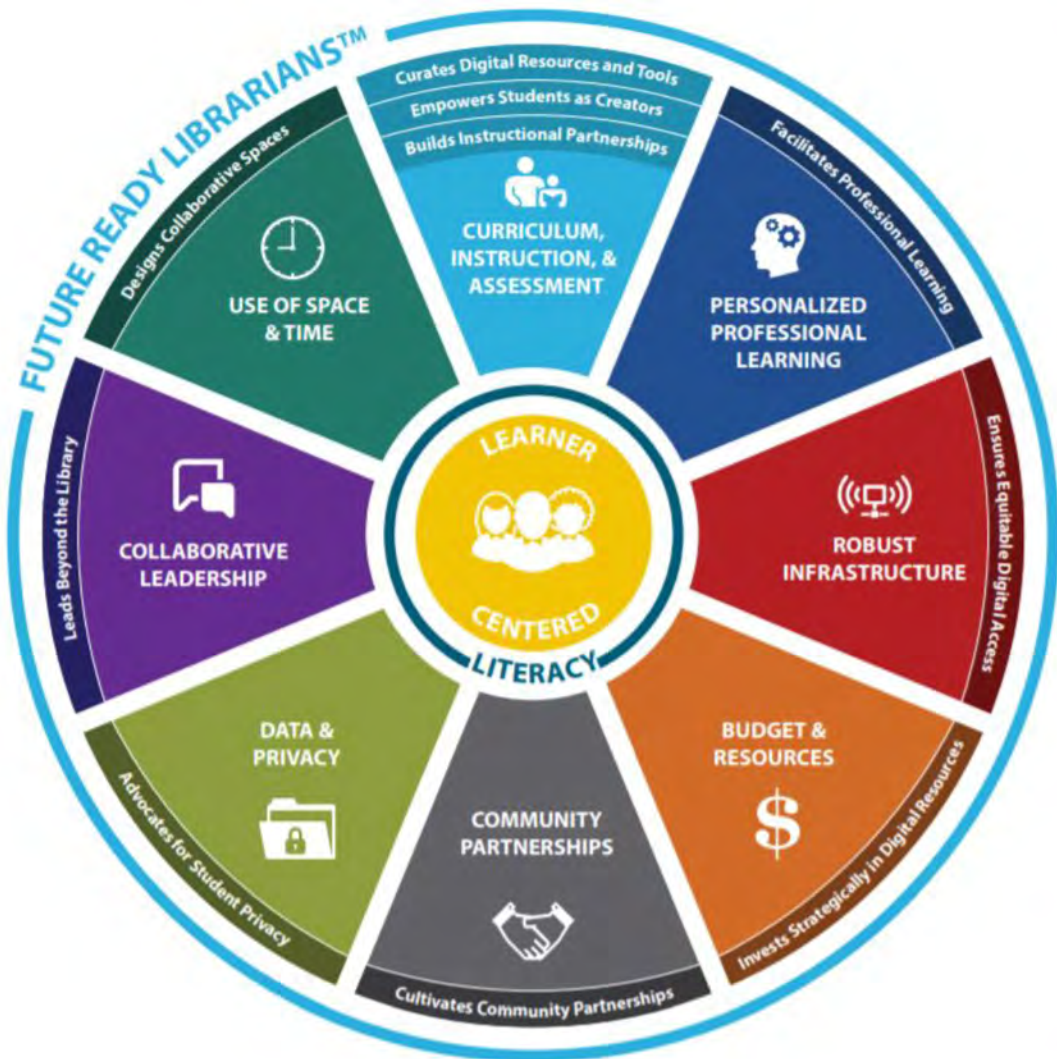 FUTURE READY LIBRARIANS™
Curates Digital Resources and Tools
Empowers Students as Creators
Builds Instructional Partnerships
CURRICULUM,
INSTRUCTION, &
ASSESSMENT
Facilitates Professional Learning
PERSONALIZED
PROFESSIONAL
LEARNING
Ensures Equitable Digital Access
ROBUST
INFRASTRUCTURE
Invests Strategically in Digital Resources
BUDGET &
RESOURCES
$
Cultivates Community Partnerships
COMMUNITY
PARTNERSHIPS
Advocates for Student Privacy
DATA &
PRIVACY
Leads Beyond the Library
COLLABORATIVE
LEADERSHIP
Designs Collaborative Spaces
USE OF SPACE
& TIME
LEARNER
CENTERED
LITERACY